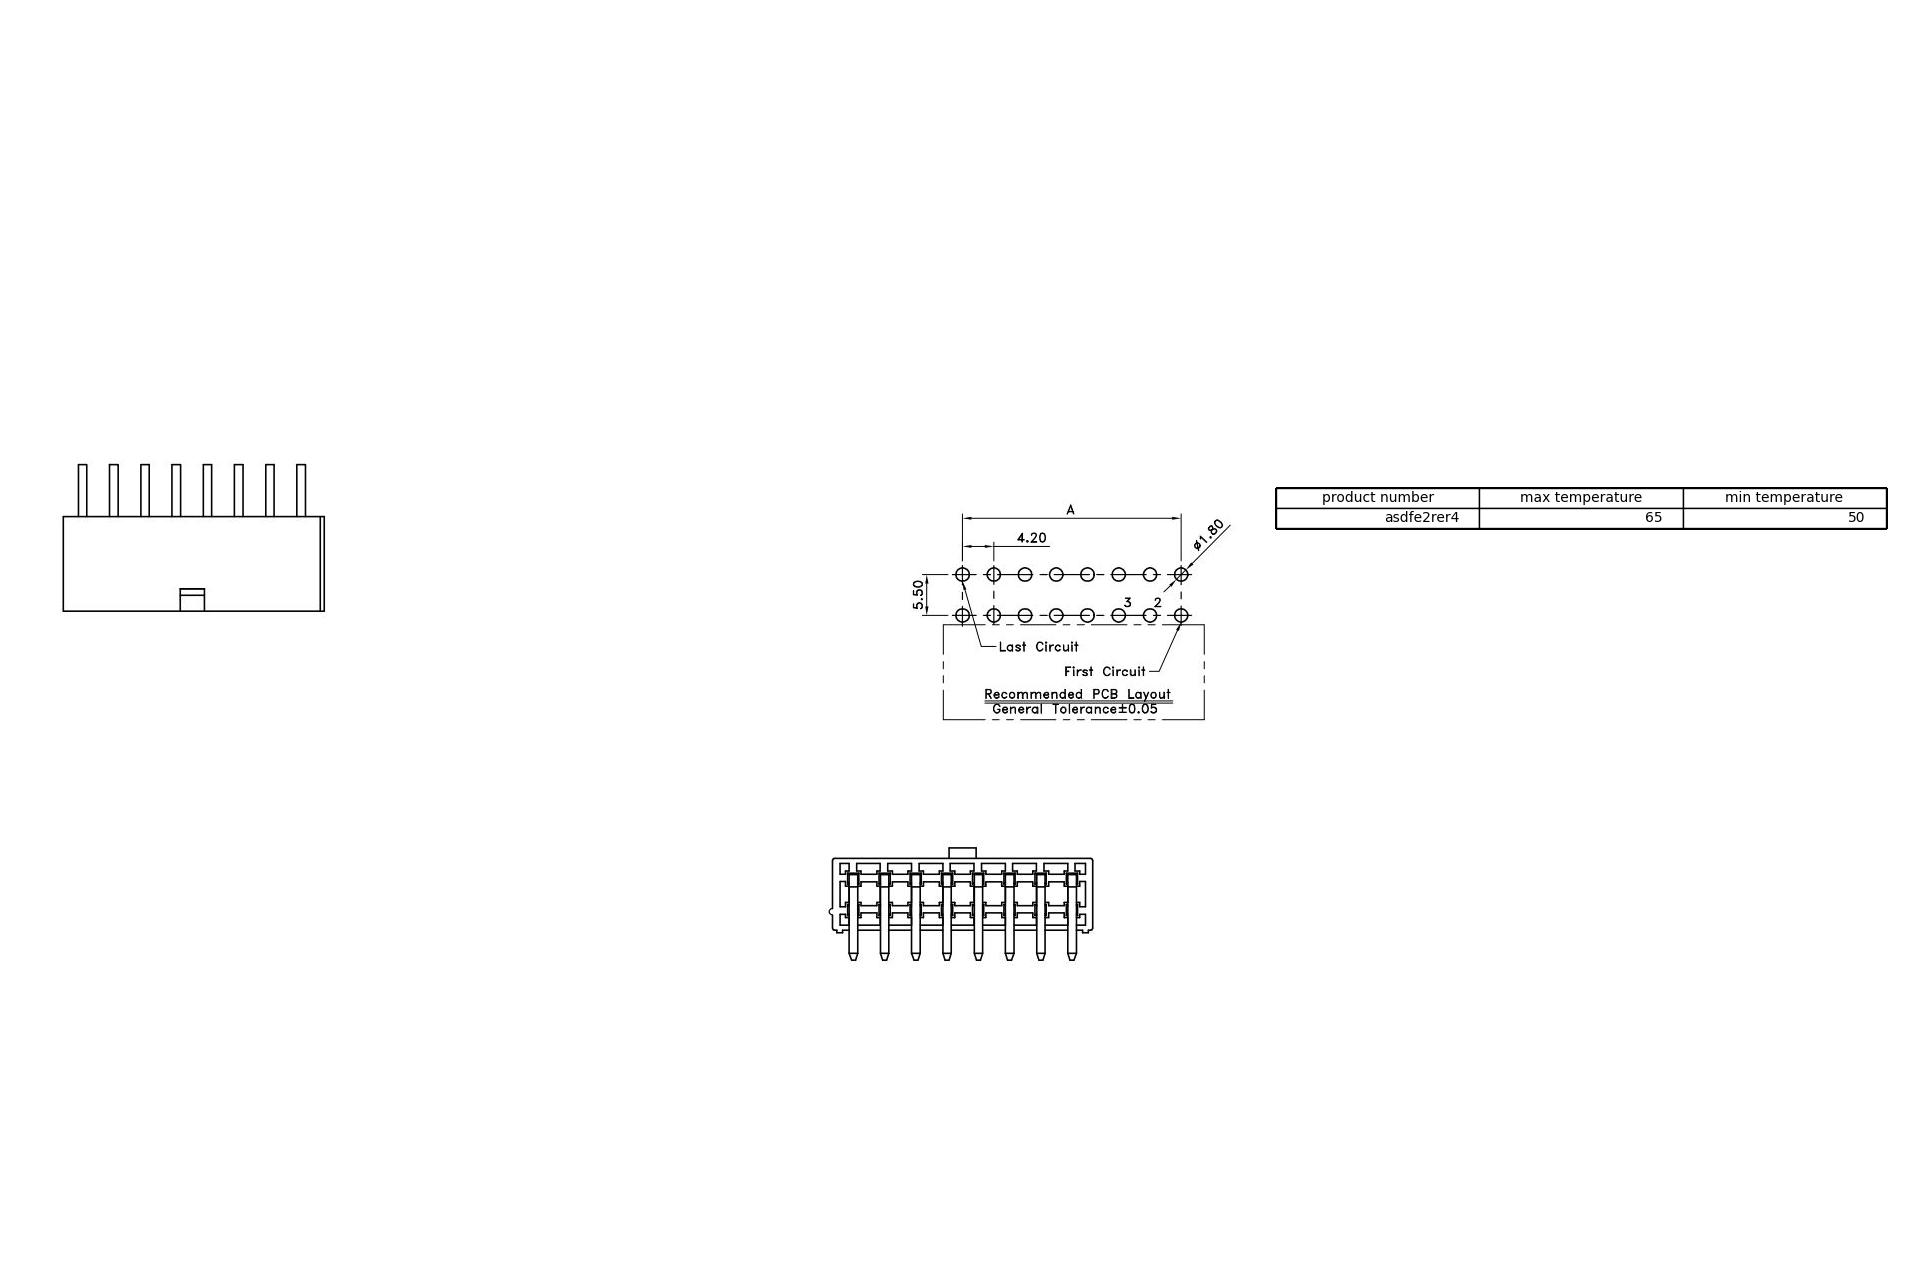 A
4.20
ø1.80
5.50
3 2
Last Circuit
First Circuit
Recommended PCB Layout
General Tolerance±0.05
product number max temperature min temperature
asdfe2rer4 65 50